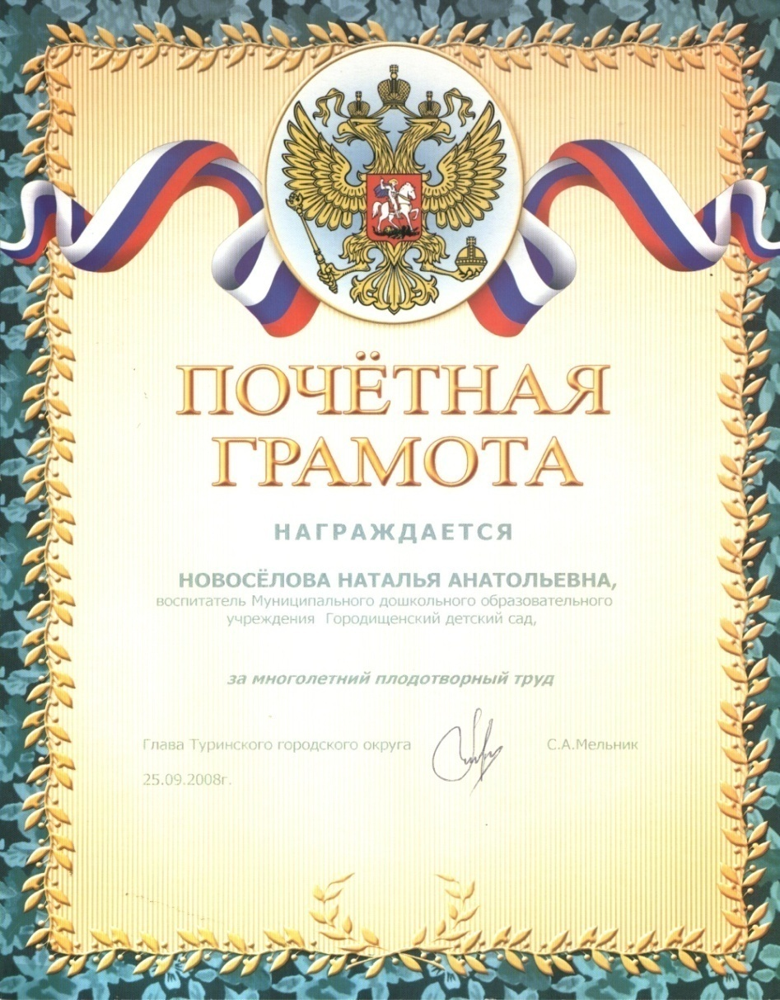 ПОЧЁТНАЯ
ГРАМОТА
НАГРАЖДАЕТСЯ
НОВОСЁЛОВА НАТАЛЬЯ АНАТОЛЬЕВНА,
воспитатель Муниципального дошкольного образовательного
учреждения Городищенский детский сад,
за многолетний плодотворный труд
Глава Туринского городского округа С.А.Мельник
25.09.2008г.